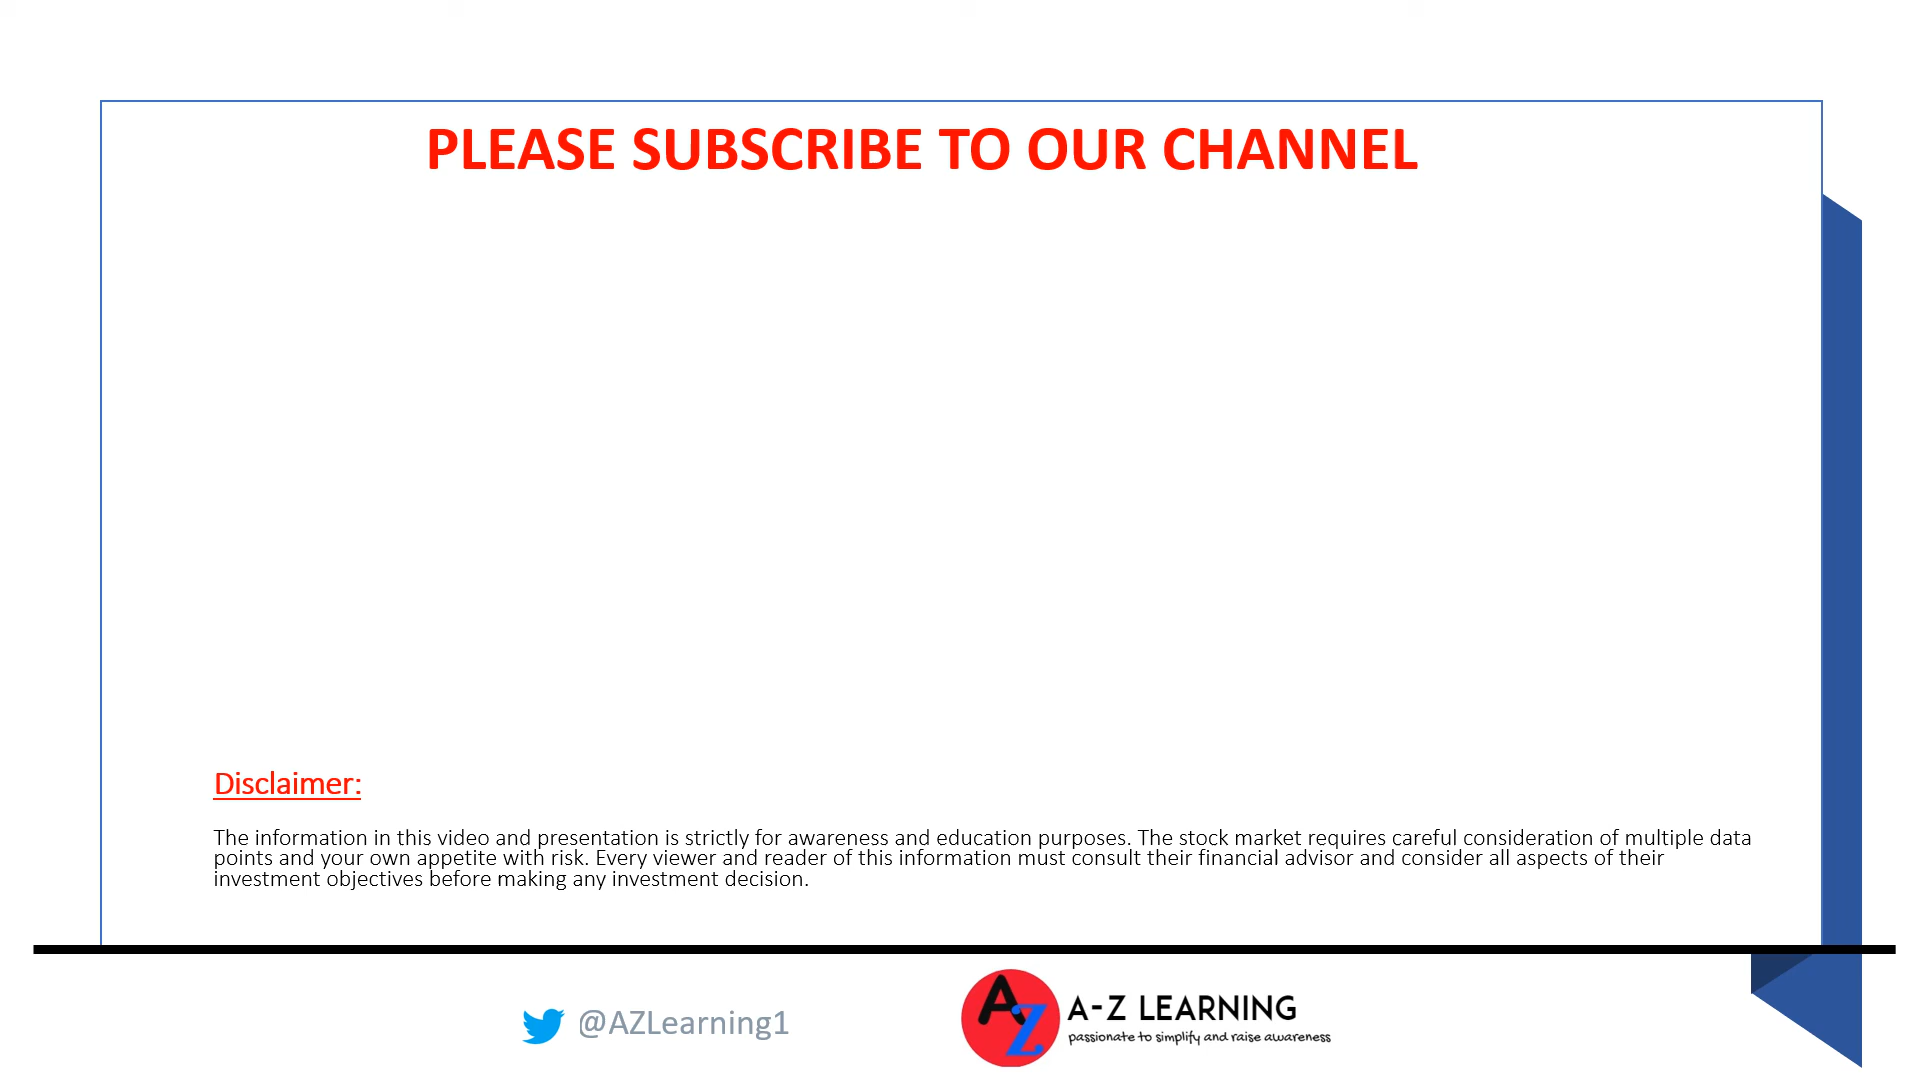 PLEASE SUBSCRIBE TO OUR CHANNEL
Disclaimer:
The information in this video and presentation is strictly for awareness and education purposes. The stock market requires careful consideration of multiple data
points and your own appetite with risk. Every viewer and reader of this information must consult their financial advisor and consider all aspects of their
investment objectives before making any investment decision.
@AZLearning1
AZ
A-Z LEARNING
passionate to simplify and raise awareness